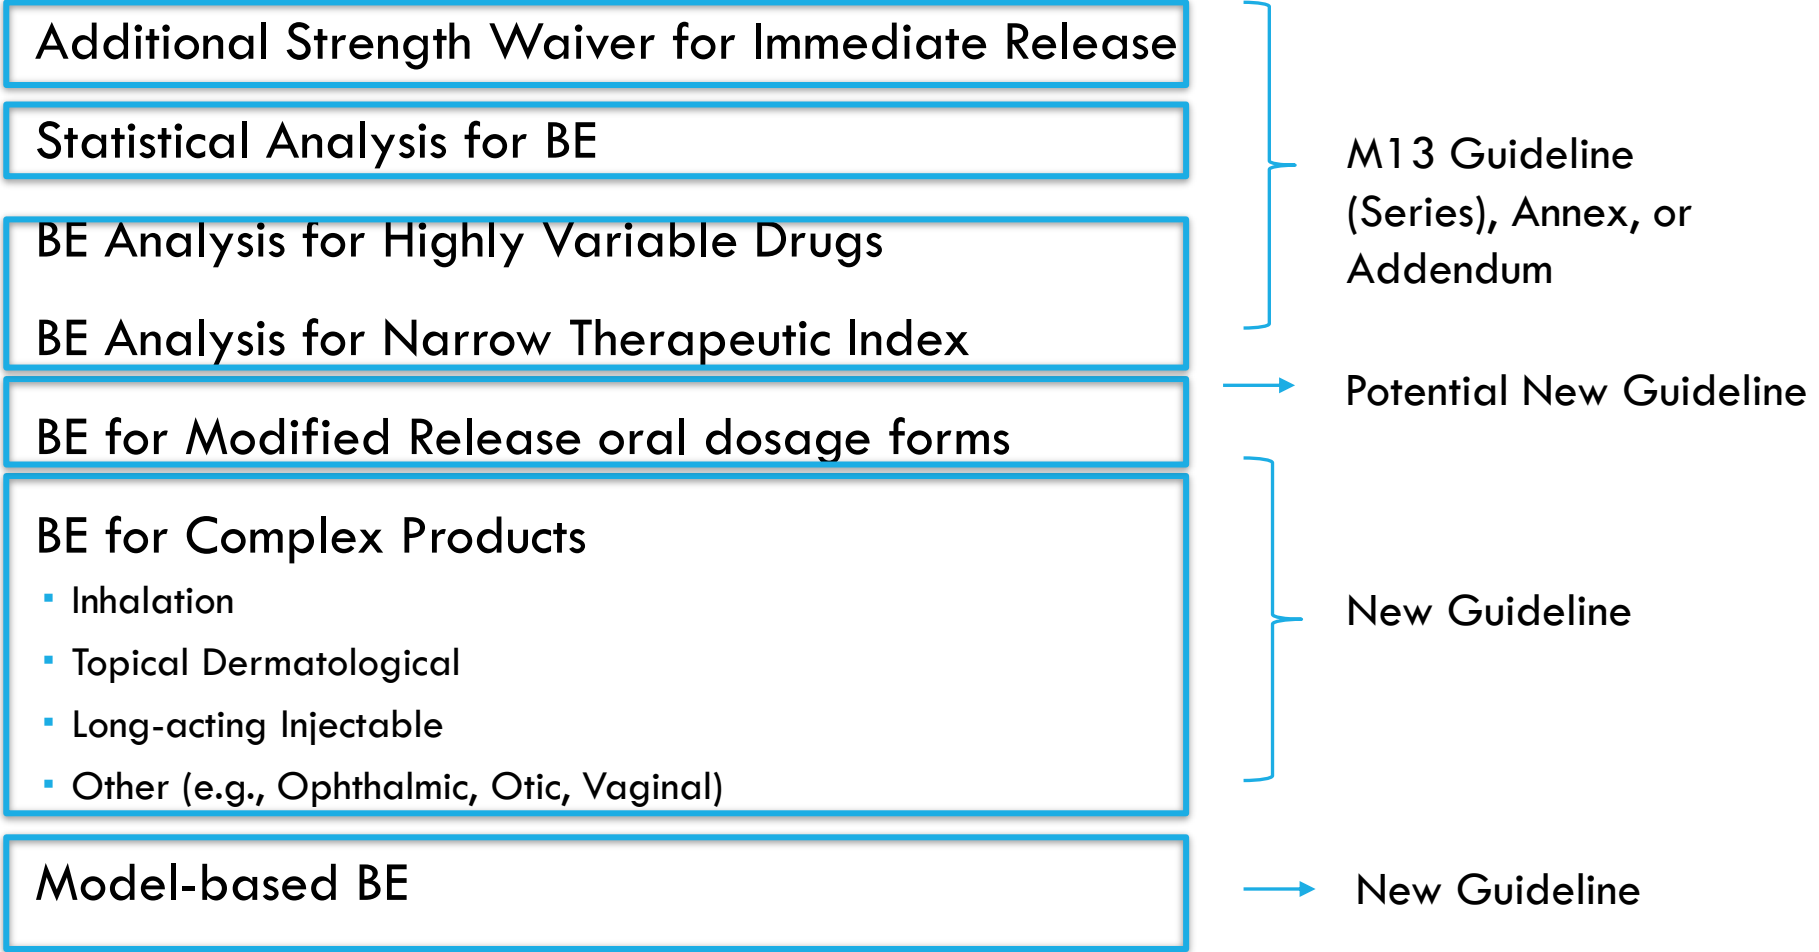 Additional Strength Waiver for Immediate Release
Statistical Analysis for BE
BE Analysis for Highly Variable Drugs
BE Analysis for Narrow Therapeutic Index
BE for Modified Release oral dosage forms
BE for Complex Products
▪ Inhalation
▪ Topical Dermatological
▪ Long-acting Injectable
▪ Other (e.g., Ophthalmic, Otic, Vaginal)
Model-based BE
M13 Guideline
(Series), Annex, or
Addendum
Potential New Guideline
New Guideline
New Guideline